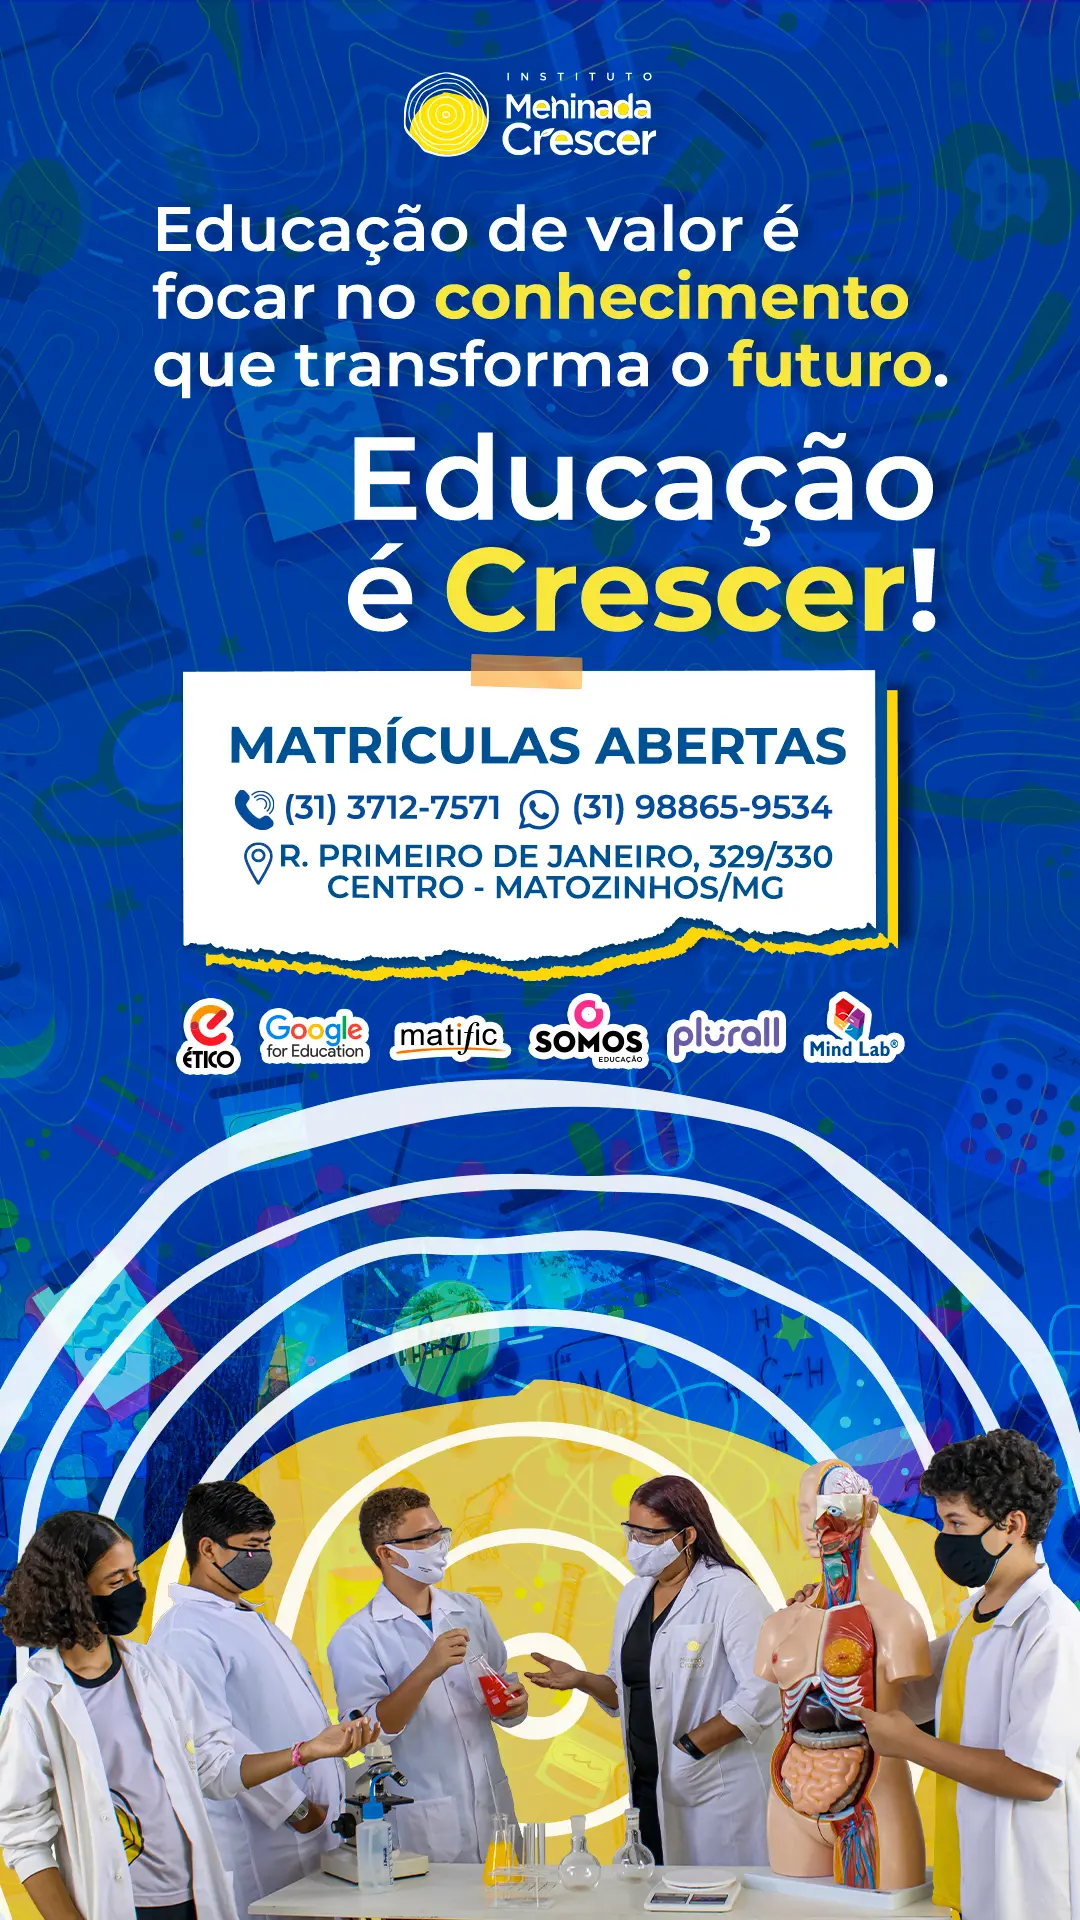 INSTITUTO
Meninada
Crescer
Educação de valor é
focar no conhecimento
que transforma o futuro.
Educação
é Crescer!
MATRÍCULAS ABERTAS
(31) 3712-7571 (31) 98865-9534
R. PRIMEIRO DE JANEIRO, 329/330
CENTRO - MATOZINHOS/MG
ÉTICO
Google
for Education
matific
SOMOS
EDUCAÇÃO
plurall
Mind Lab®
H
C-H
H